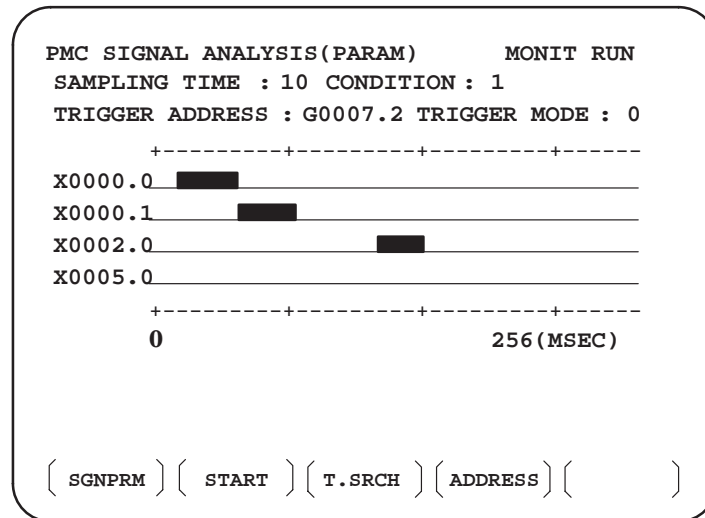 PMC SIGNAL ANALYSIS(PARAM) MONIT RUN
SAMPLING TIME : 10 CONDITION : 1
TRIGGER ADDRESS : G0007.2 TRIGGER MODE : 0
+---------+---------+---------+------
X0000.0
X0000.1
X0002.0
X0005.0
+---------+---------+---------+------
0 256(MSEC)
[ SGNPRM ] [ START ] [ T.SRCH ] [ ADDRESS ] [ ]